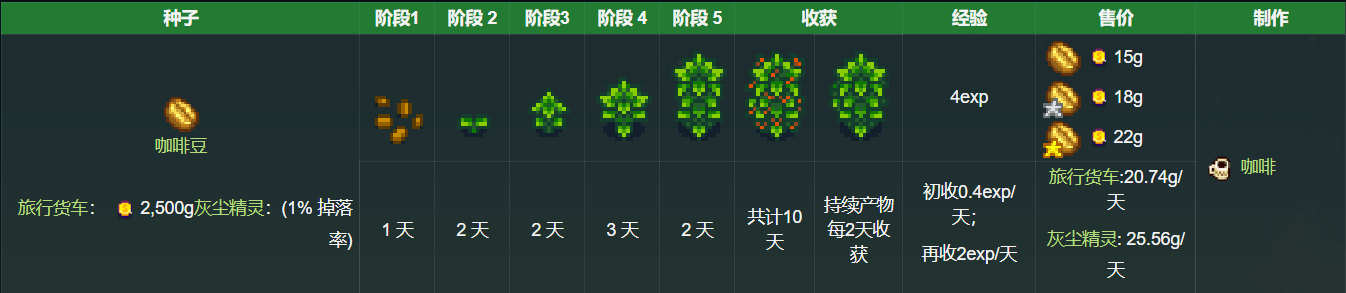 种子 阶段1 阶段 2 阶段3 阶段 4 阶段 5 收获 经验 售价 制作
咖啡豆
4exp
15g
18g
22g
咖啡
旅行货车： 2,500g灰尘精灵：(1% 掉落
率)
1 天
2 天
2 天
3 天
2 天
共计10
天
持续产物
每2天收
获
初收0.4exp/
天；
再收2exp/天
旅行货车:20.74g/
天
灰尘精灵: 25.56g/
天